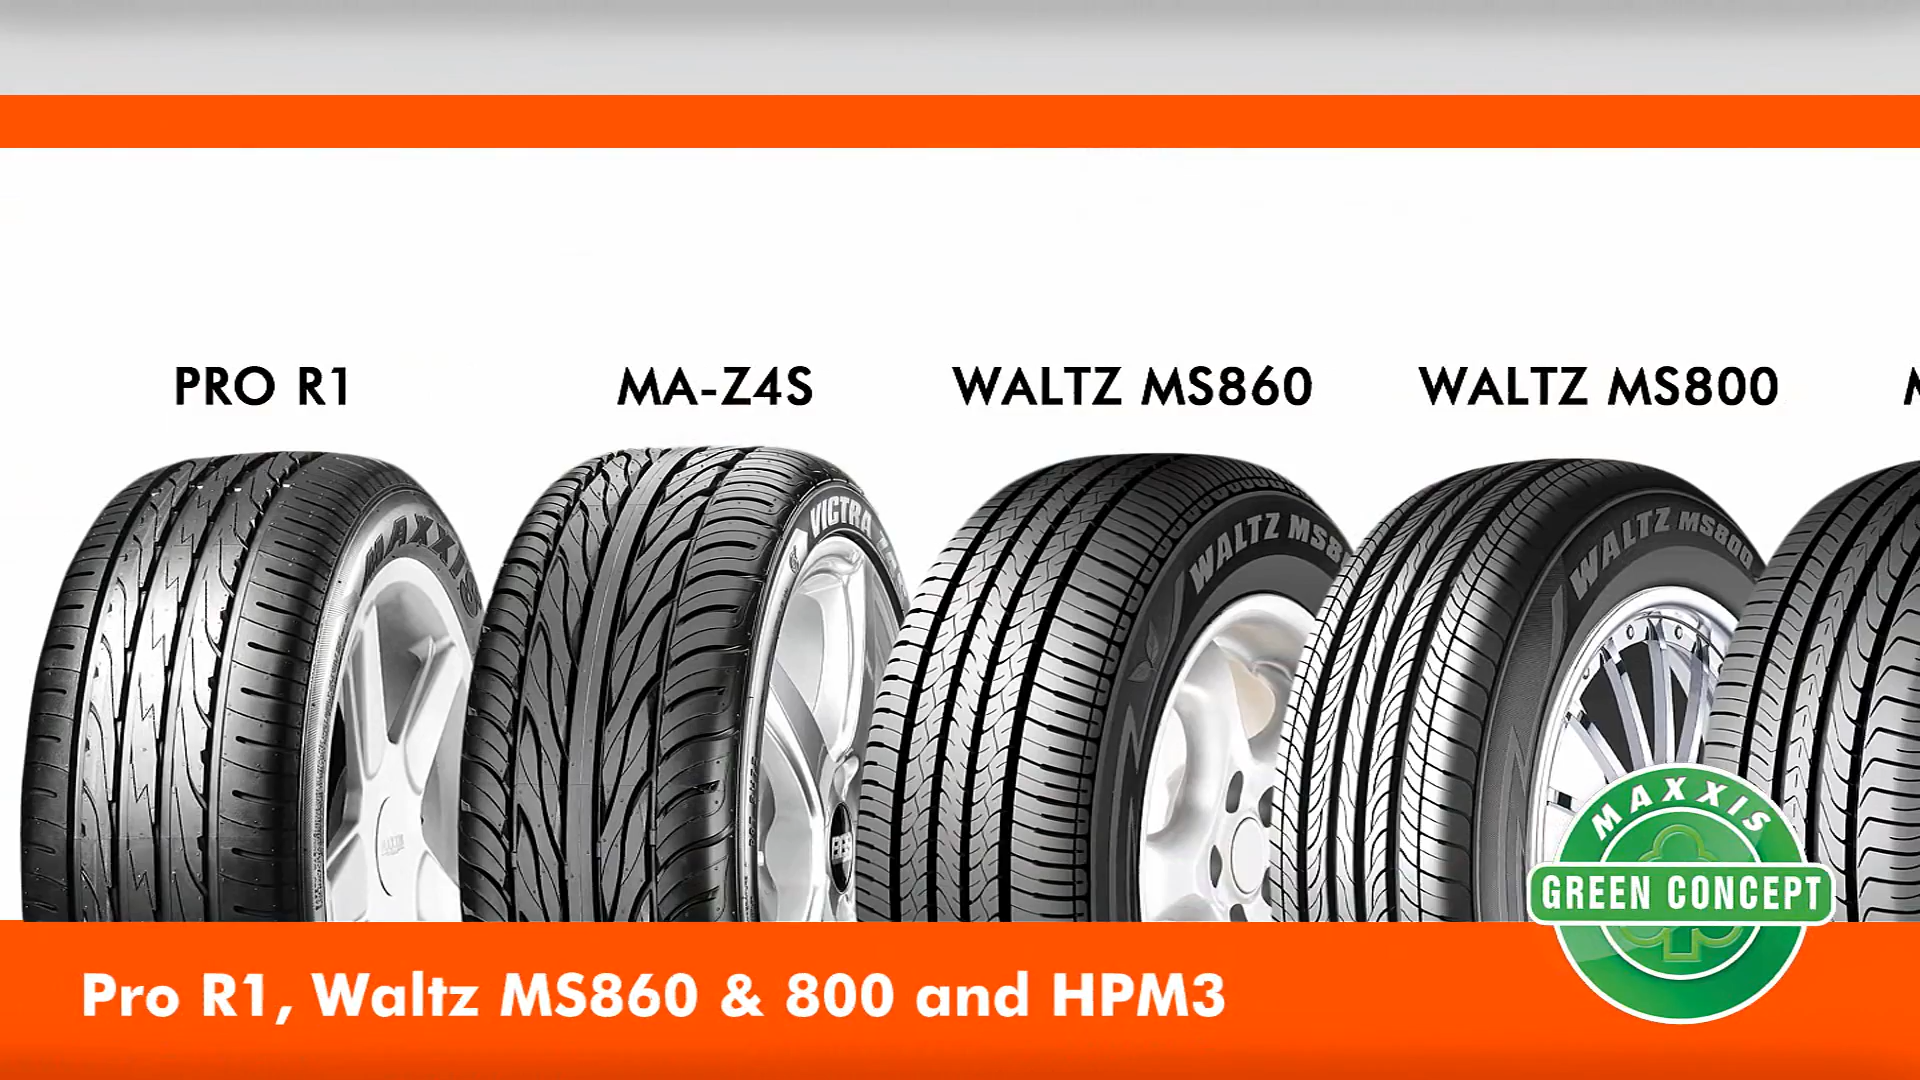 PRO R1
MA-Z4S
WALTZ MS860
WALTZ MS800
MAXXIS
VICTRA
WALTZ MS8
WALTZ MS800
MAXXIS
GREEN CONCEPT
Pro R1, Waltz MS860 & 800 and HPM3